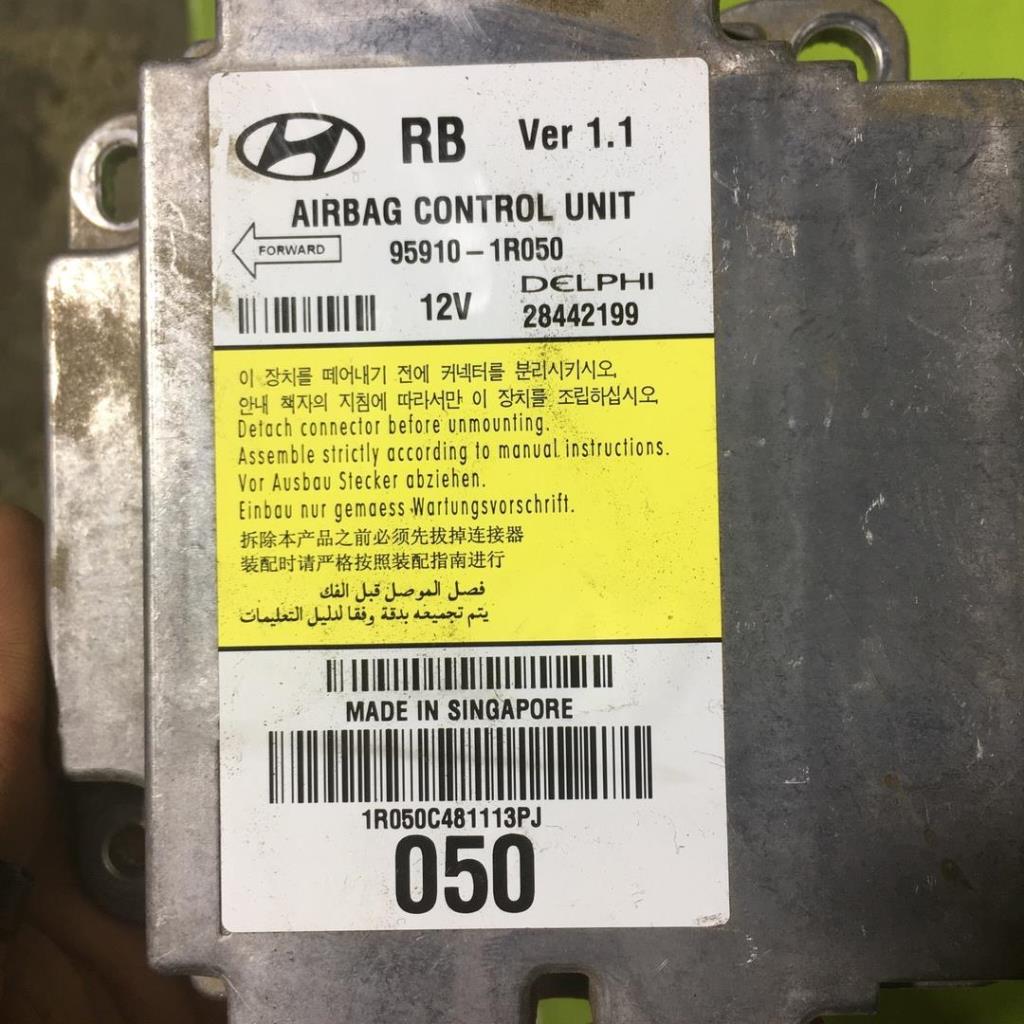 RB Ver 1.1
AIRBAG CONTROL UNIT
FORWARD 95910-1R050
DELPHI
12V 28442199
이 장치를 떼어내기 전에 커넥터를 분리시키시오.
안내 책자의 지침에 따라서만 이 장치를 조립하십시오.
Detach connector before unmounting.
Assemble strictly according to manual instructions.
Vor Ausbau Stecker abziehen.
Einbau nur gemaess Wartungsvorschrift.
拆除本产品之前必须先拔掉连接器
装配时请严格按照装配指南进行
فصل الموصل قبل الفك
يتم تجميعه بدقة وفقا لدليل التعليمات
MADE IN SINGAPORE
1R050C481113PJ
050